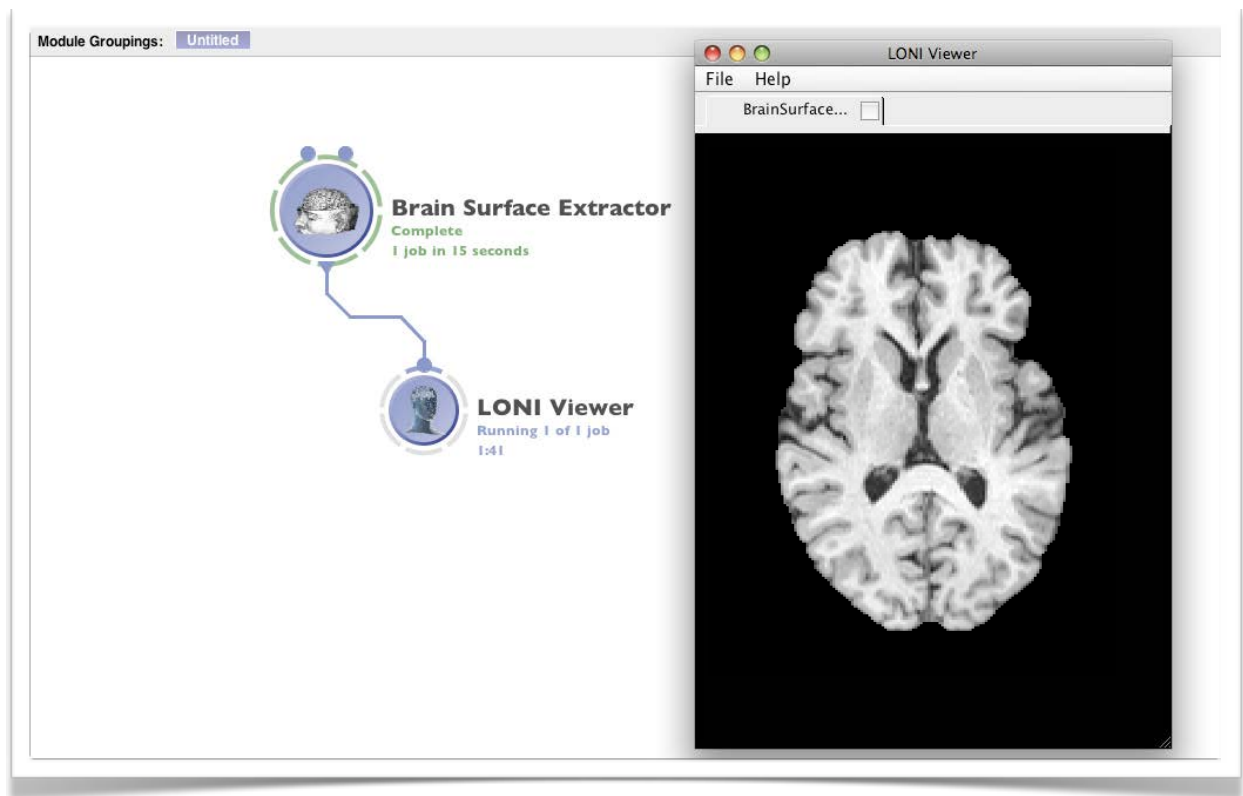 Module Groupings: Untitled
LONI Viewer
File Help
BrainSurface...
Brain Surface Extractor
Complete
1 job in 15 seconds
LONI Viewer
Running 1 of 1 job
1:41